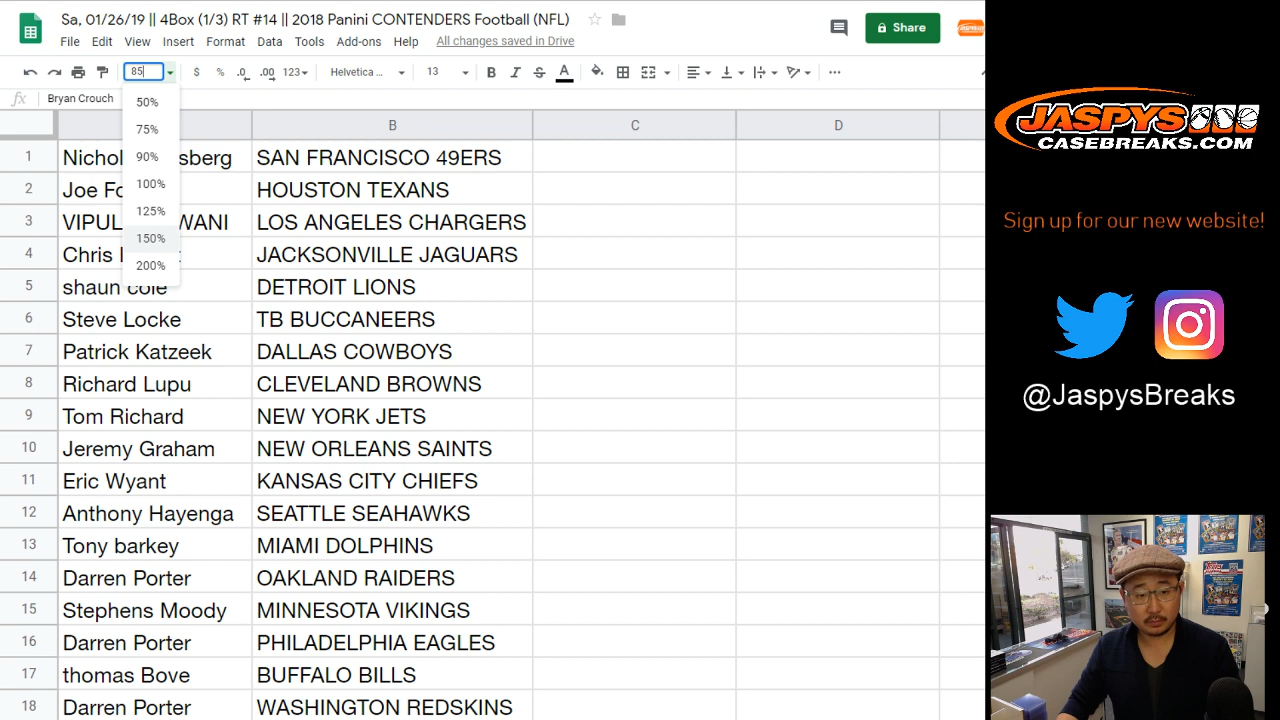 Sa, 01/26/19 || 4Box (1/3) RT #14 || 2018 Panini CONTENDERS Football (NFL)
File Edit View Insert Format Data Tools Add-ons Help All changes saved in Drive
Share
85 $ % .0 .00 123 Helvetica ... 13 B I S A
fx Bryan Crouch
50%
75%
90%
100%
125%
150%
200%
B C D
1 SAN FRANCISCO 49ERS
2 Joe HOUSTON TEXANS
3 LOS ANGELES CHARGERS
4 Chris JACKSONVILLE JAGUARS
5 shaun cole DETROIT LIONS
6 Steve Locke TB BUCCANEERS
7 Patrick Katzeek DALLAS COWBOYS
8 Richard Lupu CLEVELAND BROWNS
9 Tom Richard NEW YORK JETS
10 Jeremy Graham NEW ORLEANS SAINTS
11 Eric Wyant KANSAS CITY CHIEFS
12 Anthony Hayenga SEATTLE SEAHAWKS
13 Tony barkey MIAMI DOLPHINS
14 Darren Porter OAKLAND RAIDERS
15 Stephens Moody MINNESOTA VIKINGS
16 Darren Porter PHILADELPHIA EAGLES
17 thomas Bove BUFFALO BILLS
18 Darren Porter WASHINGTON REDSKINS
JASPYS
CASEBREAKS.COM
Sign up for our new website!
@JaspysBreaks
Topps